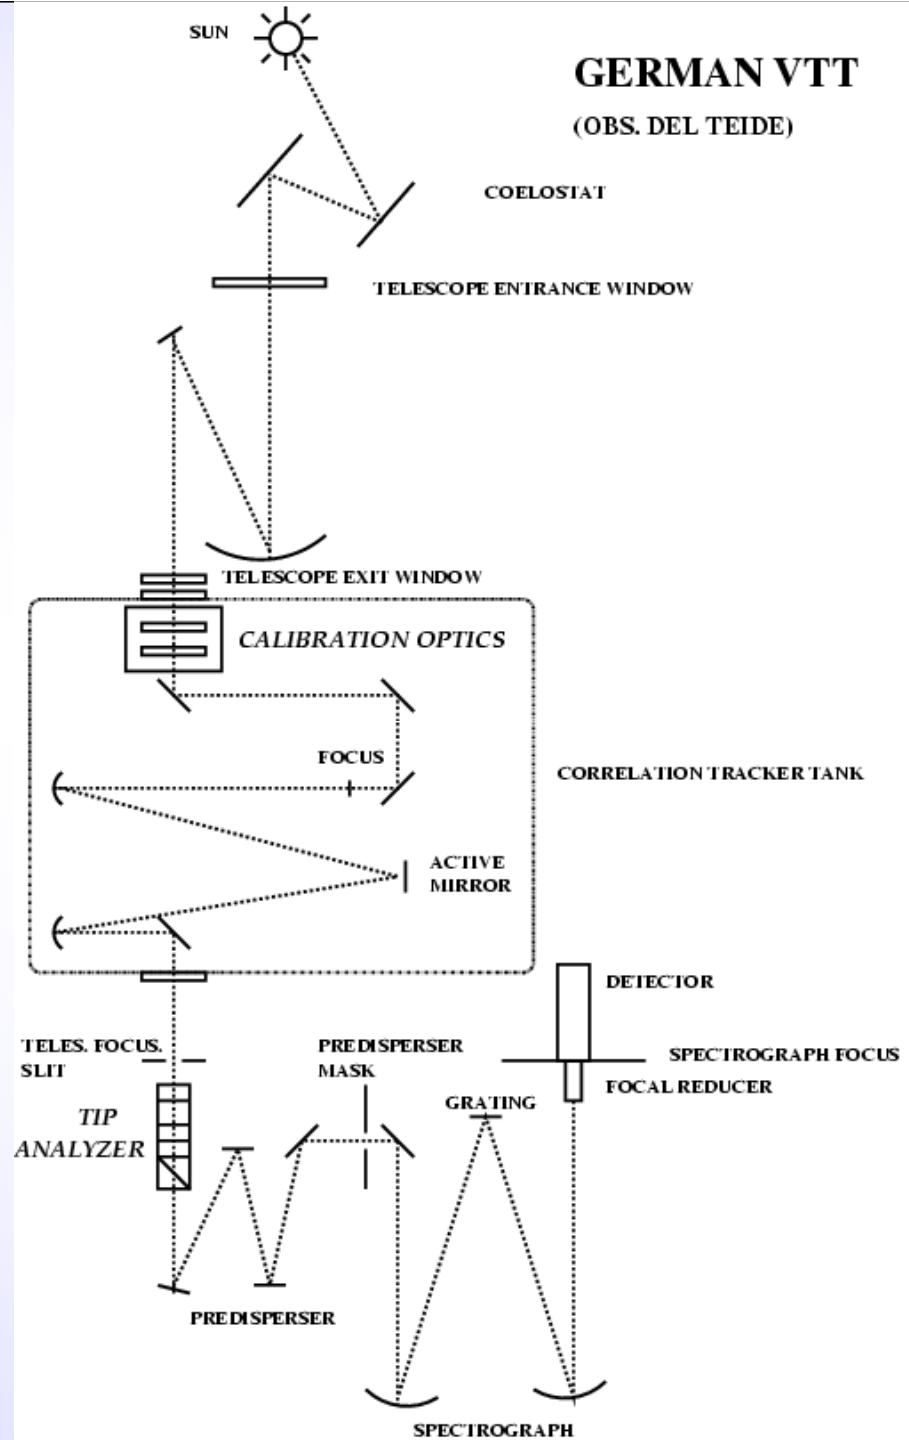 SUN
GERMAN VTT
(OBS. DEL TEIDE)
COELOSTAT
TELESCOPE ENTRANCE WINDOW
TELESCOPE EXIT WINDOW
CALIBRATION OPTICS
FOCUS
CORRELATION TRACKER TANK
ACTIVE
MIRROR
DETECTOR
TELES. FOCUS.
SLIT
PREDISPERSER
MASK
SPECTROGRAPH FOCUS
FOCAL REDUCER
GRATING
TIP
ANALYZER
PREDISPERSER
SPECTROGRAPH